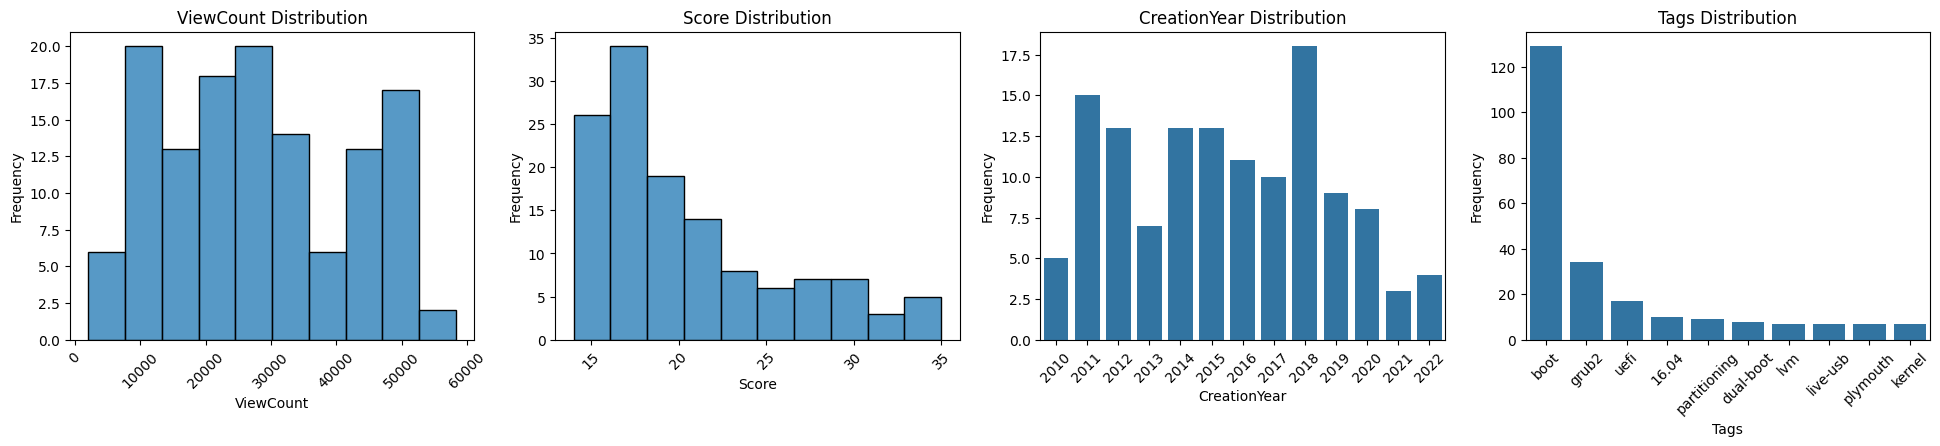 ViewCount Distribution
20.0
17.5
15.0
12.5
10.0
7.5
5.0
2.5
0.0
Frequency
0
10000
20000
30000
40000
50000
60000
ViewCount
Score Distribution
35
30
25
20
15
10
5
0
Frequency
15
20
25
30
35
Score
CreationYear Distribution
17.5
15.0
12.5
10.0
7.5
5.0
2.5
0.0
Frequency
2010
2011
2012
2013
2014
2015
2016
2017
2018
2019
2020
2021
2022
CreationYear
Tags Distribution
120
100
80
60
40
20
0
Frequency
boot
grub2
uefi
16.04
partitioning
dual-boot
lvm
live-usb
plymouth
kernel
Tags